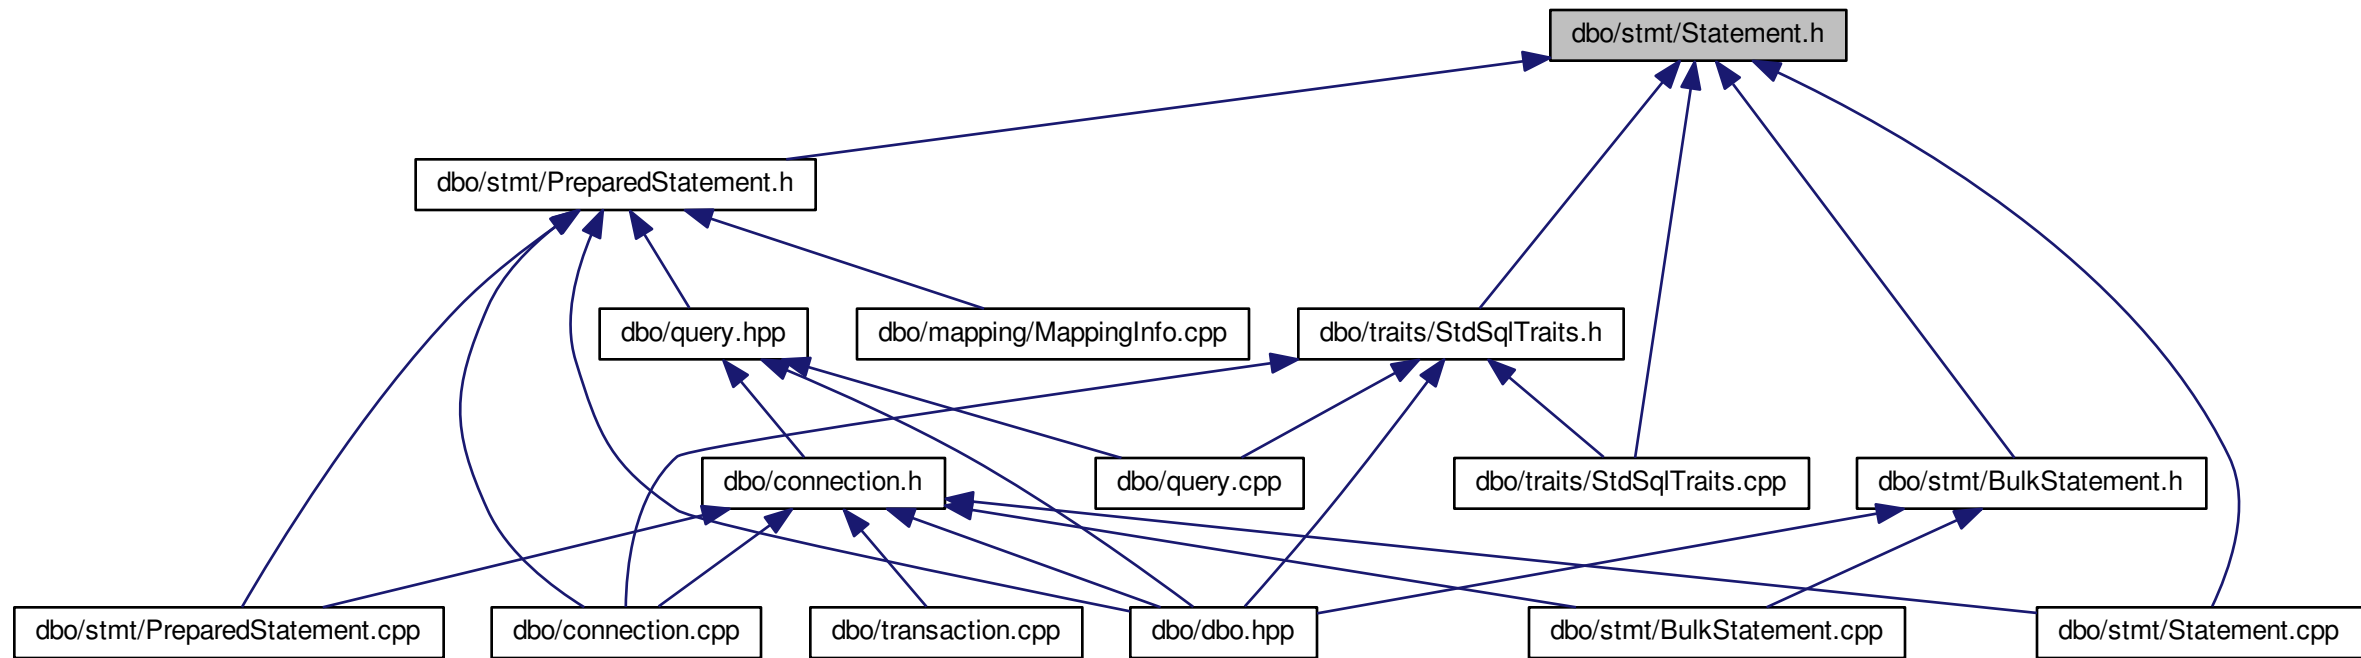 dbo/stmt/Statement.h
dbo/stmt/PreparedStatement.h
dbo/query.hpp
dbo/mapping/MappingInfo.cpp
dbo/traits/StdSqlTraits.h
dbo/connection.h
dbo/query.cpp
dbo/traits/StdSqlTraits.cpp
dbo/stmt/BulkStatement.h
dbo/stmt/PreparedStatement.cpp
dbo/connection.cpp
dbo/transaction.cpp
dbo/dbo.hpp
dbo/stmt/BulkStatement.cpp
dbo/stmt/Statement.cpp